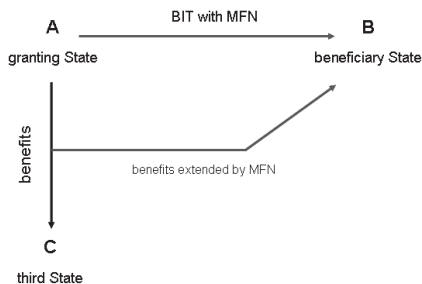 BIT with MFN
A
B
granting State
beneficiary State
benefits
benefits extended by MFN
C
third State